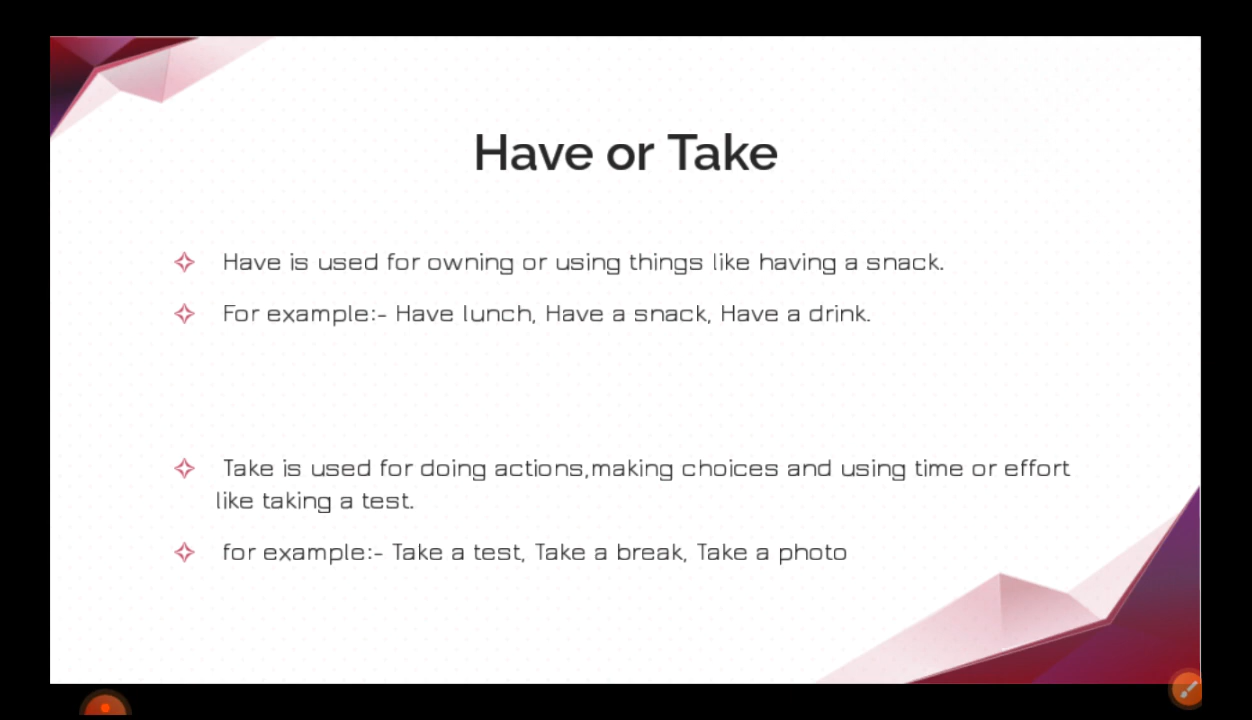 Have or Take
Have is used for owning or using things like having a snack.
For example:- Have lunch, Have a snack, Have a drink.
Take is used for doing actions,making choices and using time or effort
like taking a test.
for example:- Take a test, Take a break, Take a photo